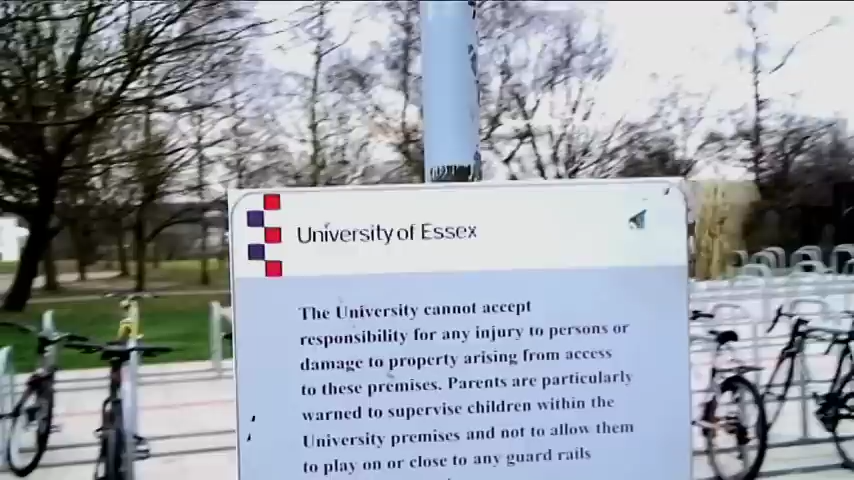 University of Essex
The University cannot accept
responsibility for any injury to persons or
damage to property arising from access
to these premises. Parents are particularly
warned to supervise children within the
University premises and not to allow them
to play on or close to any guard rails